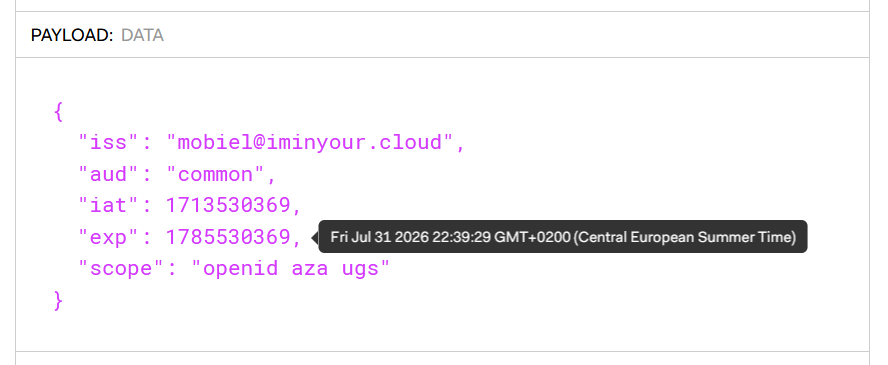 PAYLOAD: DATA
{
"iss": "mobiel@iminyour.cloud",
"aud": "common",
"iat": 1713530369,
"exp": 1785530369, Fri Jul 31 2026 22:39:29 GMT+0200 (Central European Summer Time)
"scope": "openid aza ugs"
}